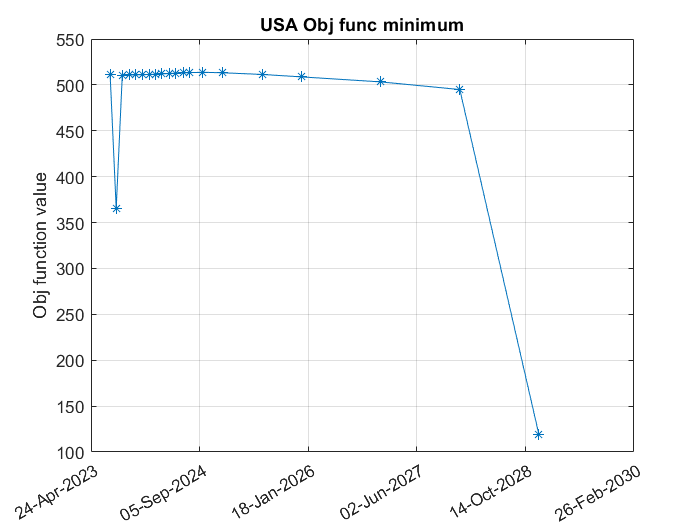 USA Obj func minimum
Obj function value
550
500
450
400
350
300
250
200
150
100
24-Apr-2023
05-Sep-2024
18-Jan-2026
02-Jun-2027
14-Oct-2028
26-Feb-2030